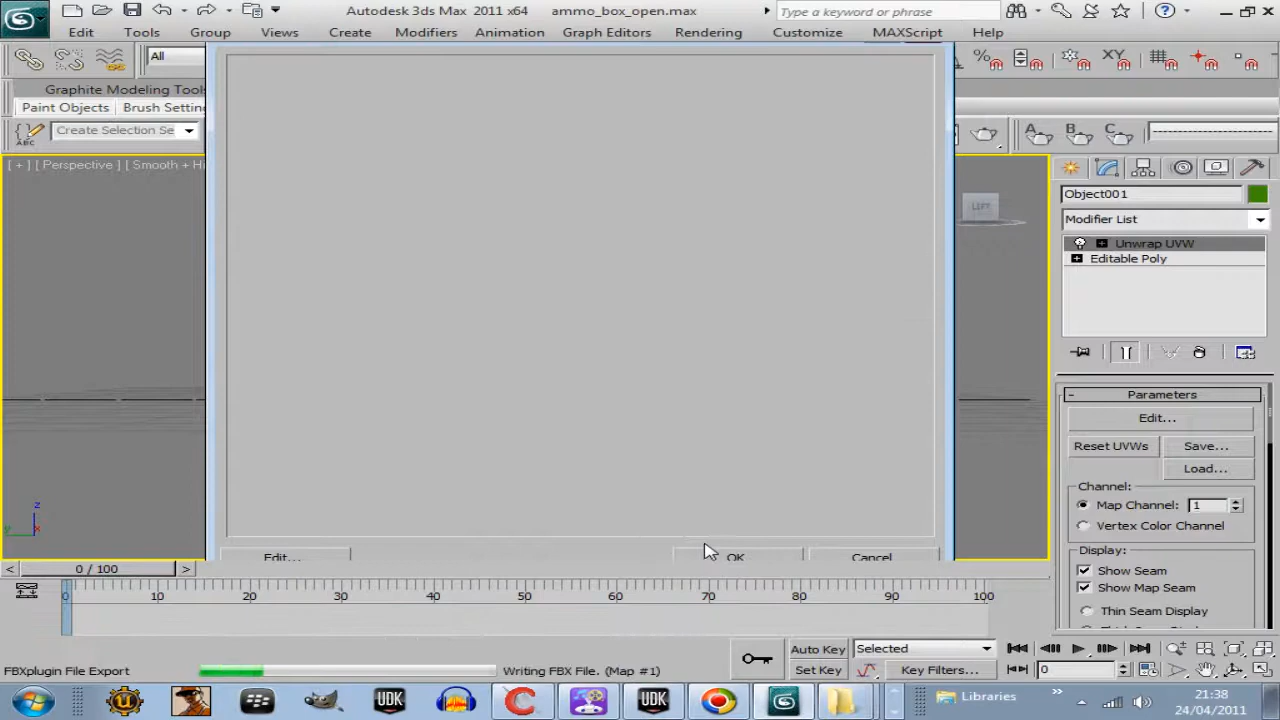 Autodesk 3ds Max 2011 x64 ammo_box_open.max Type a keyword or phrase
Edit Tools Group Views Create Modifiers Animation Graph Editors Rendering Customize MAXScript Help
All
Graphite Modeling Tools
Paint Objects Brush Settin
ABC Create Selection Se A B C
[ + ] [ Perspective ] [ Smooth + Hi
LEFT
Object001
Modifier List
Unwrap UVW
Editable Poly
Parameters
Edit...
Reset UVWs Save...
Load...
Channel:
Map Channel: 1
Vertex Color Channel
Display:
Show Seam
Show Map Seam
Thin Seam Display
z
y x
Edit... OK Cancel
< 0 / 100 >
0 10 20 30 40 50 60 70 80 90 100
Auto Key Selected
FBXplugin File Export Writing FBX File. (Map #1) Set Key Key Filters... 0
UDK UDK Libraries » 21:38
24/04/2011